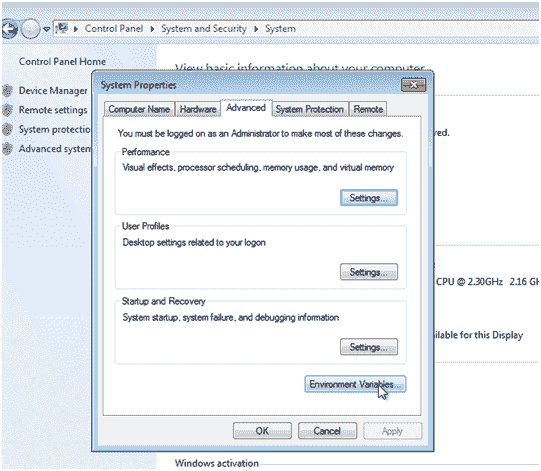 Control Panel System and Security System
Control Panel Home
View basic information about your computer
Device Manager
Remote settings
System protectio
Advanced system
System Properties
Computer Name Hardware Advanced System Protection Remote
You must be logged on as an Administrator to make most of these changes.
Performance
Visual effects, processor scheduling, memory usage, and virtual memory
Settings...
User Profiles
Desktop settings related to your logon
Settings...
Startup and Recovery
System startup, system failure, and debugging information
Settings...
Environment Variables...
OK Cancel Apply
ved.
CPU @ 2.30GHz 2.16 GH
ilable for this Display
Windows activation